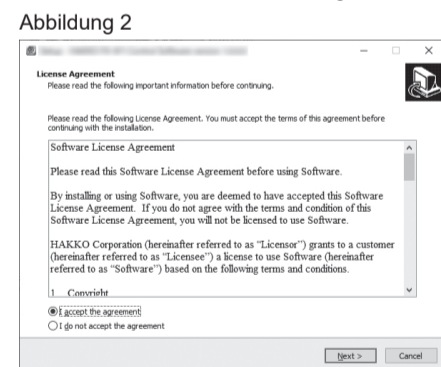 Abbildung 2
License Agreement
Please read the following important information before continuing.
Please read the following License Agreement. You must accept the terms of this agreement before
continuing with the installation.
Software License Agreement
Please read this Software License Agreement before using Software.
By installing or using Software, you are deemed to have accepted this Software
License Agreement. If you do not agree with the terms and condition of this
Software License Agreement, you will not be licensed to use Software.
HAKKO Corporation (hereinafter referred to as "Licensor") grants to a customer
(hereinafter referred to as "Licensee") a license to use Software (hereinafter
referred to as "Software") based on the following terms and conditions.
1 Copyright
I accept the agreement
I do not accept the agreement
Next >
Cancel